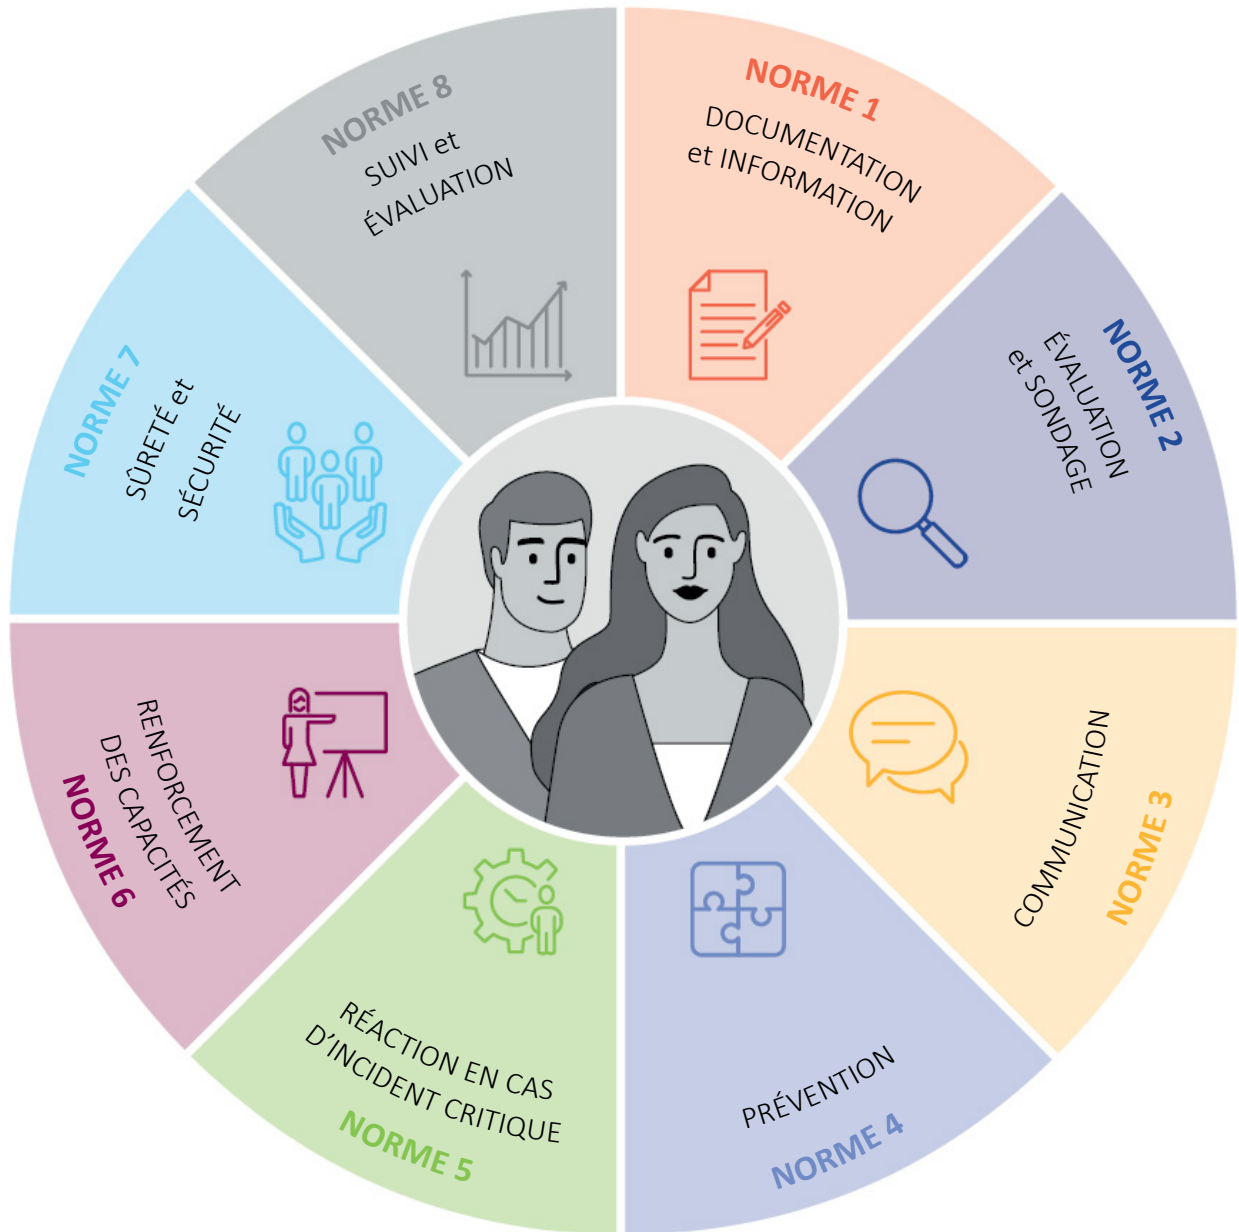 NORME 1
DOCUMENTATION
et INFORMATION
NORME 2
ÉVALUATION
et SONDAGE
COMMUNICATION
NORME 3
PRÉVENTION
NORME 4
RÉACTION EN CAS
D’INCIDENT CRITIQUE
NORME 5
RENFORCEMENT
DES CAPACITÉS
NORME 6
NORME 7
SÛRETÉ et
SÉCURITÉ
NORME 8
SUIVI et
ÉVALUATION